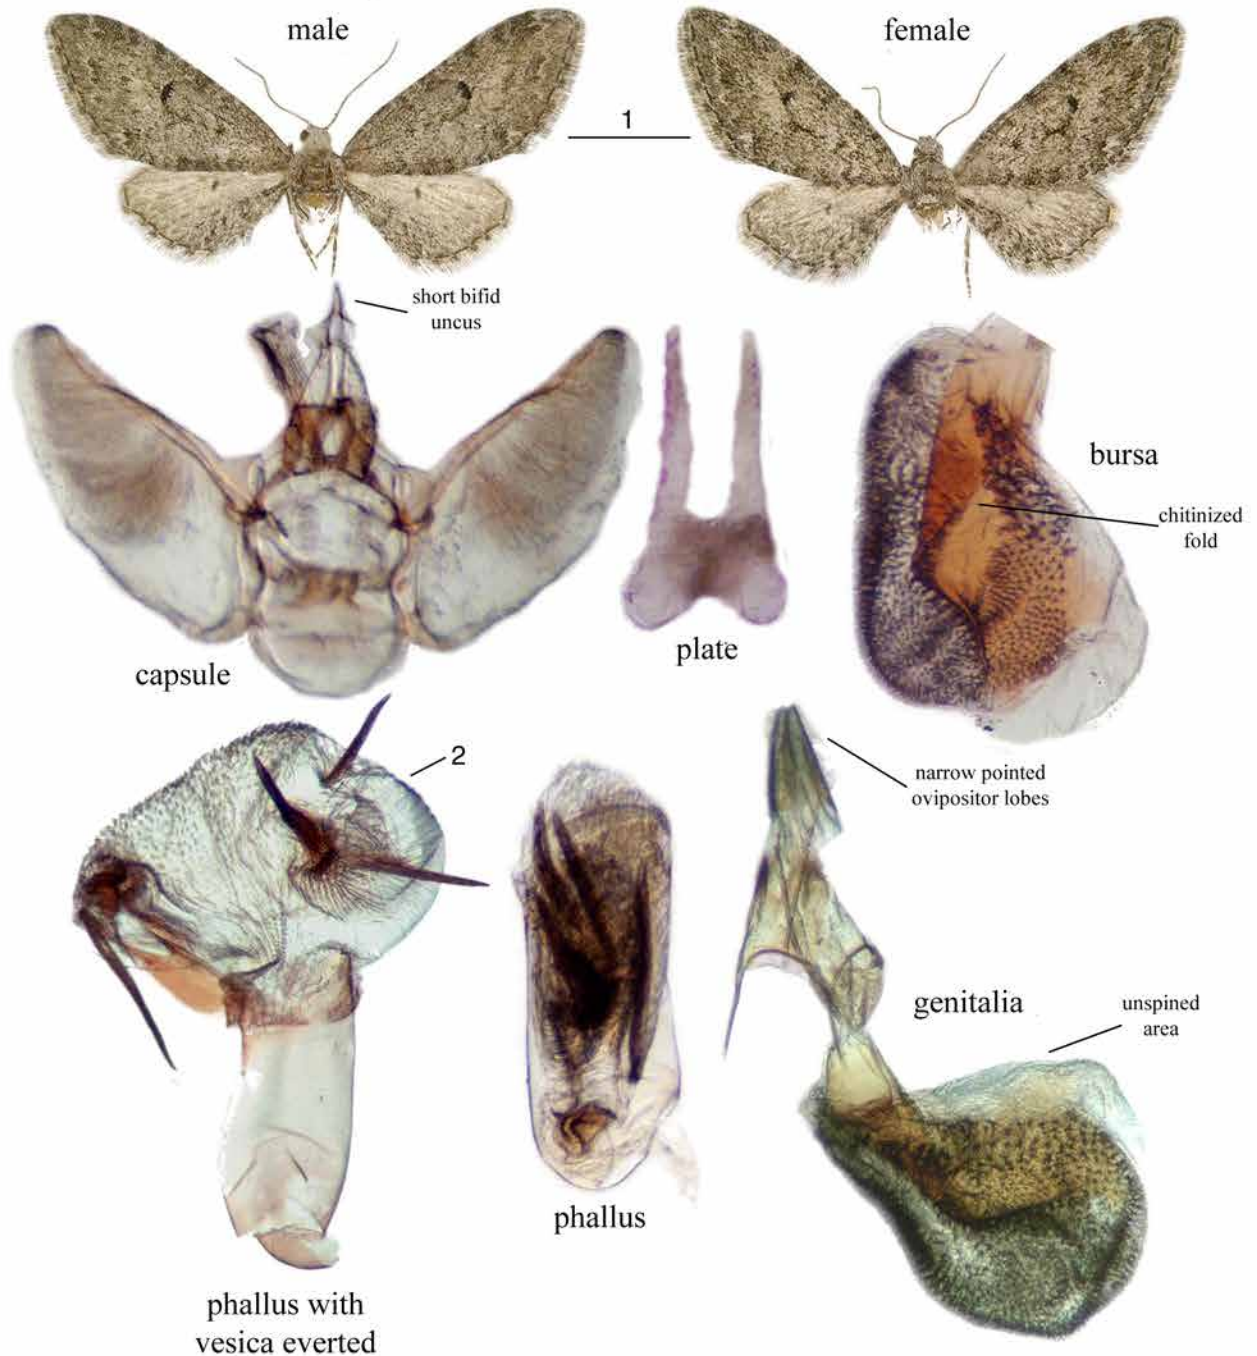 male
female
1
short bifid
uncus
bursa
chitinized
fold
plate
capsule
2
narrow pointed
ovipositor lobes
genitalia
unspined
area
phallus
phallus with
vesica everted